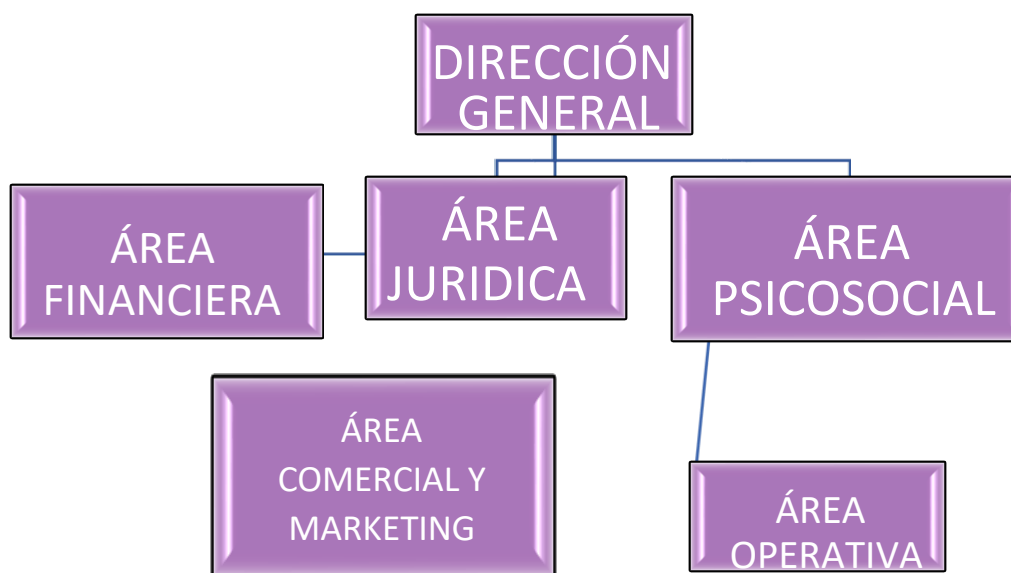 DIRECCIÓN
GENERAL
ÁREA
FINANCIERA
ÁREA
JURIDICA
ÁREA
PSICOSOCIAL
ÁREA
COMERCIAL Y
MARKETING
ÁREA
OPERATIVA